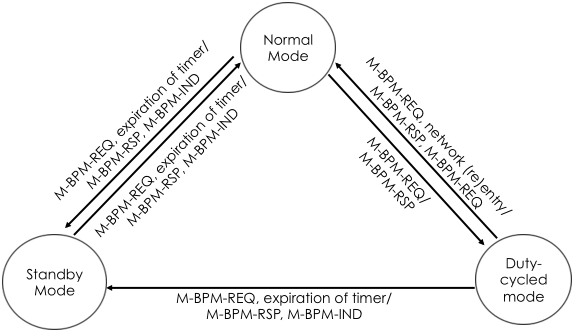 Normal
Mode
M-BPM-REQ, expiration of timer/
M-BPM-RSP, M-BPM-IND
M-BPM-REQ, expiration of timer/
M-BPM-RSP, M-BPM-IND
M-BPM-REQ, network (re)entry/
M-BPM-RSP, M-BPM-REQ
M-BPM-REQ/
M-BPM-RSP
Standby
Mode
Duty-
cycled
mode
M-BPM-REQ, expiration of timer/
M-BPM-RSP, M-BPM-IND